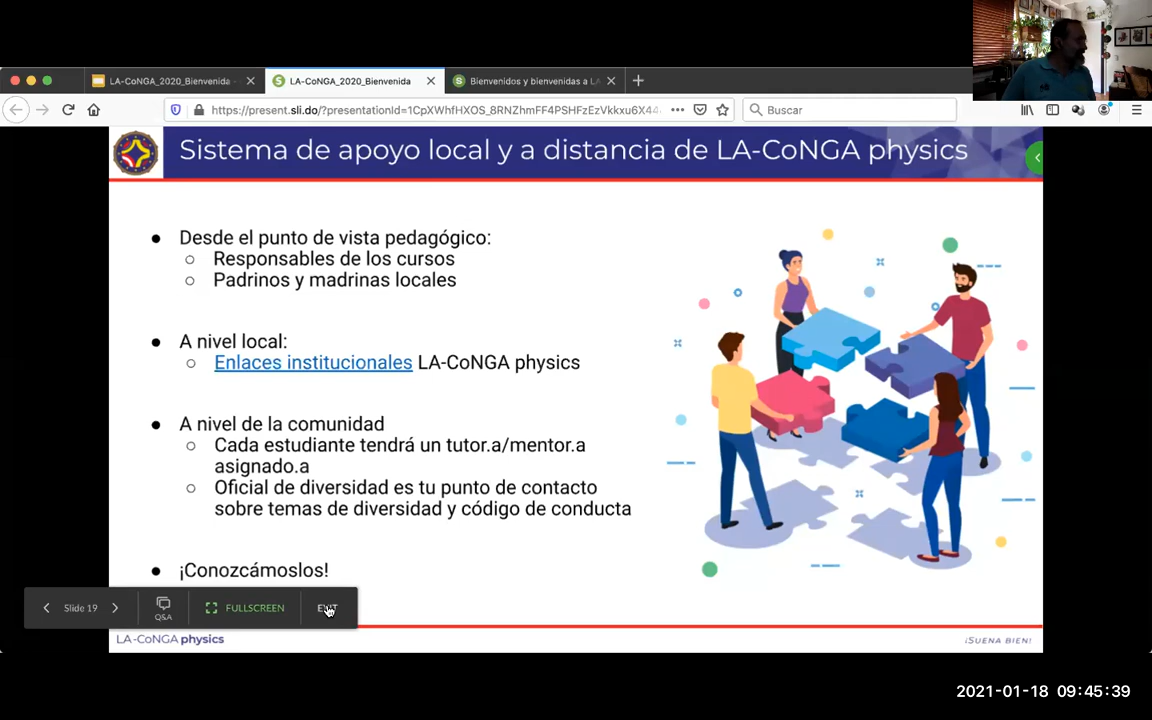 LA-CoNGA_2020_Bienvenida
LA-CoNGA_2020_Bienvenida
Bienvenidos y bienvenidas a LA
https://present.sli.do/?presentationId=1CpXWhfHXOS_8RNZhmFF4PSHFzEzVkkxu6X44
Buscar
Sistema de apoyo local y a distancia de LA-CoNGA physics
● Desde el punto de vista pedagógico:
○ Responsables de los cursos
○ Padrinos y madrinas locales
● A nivel local:
○ Enlaces institucionales LA-CoNGA physics
● A nivel de la comunidad
○ Cada estudiante tendrá un tutor.a/mentor.a
asignado.a
○ Oficial de diversidad es tu punto de contacto
sobre temas de diversidad y código de conducta
● ¡Conozcámoslos!
Slide 19
Q&A
FULLSCREEN
EXIT
LA-CoNGA physics
¡SUENA BIEN!
2021-01-18 09:45:39